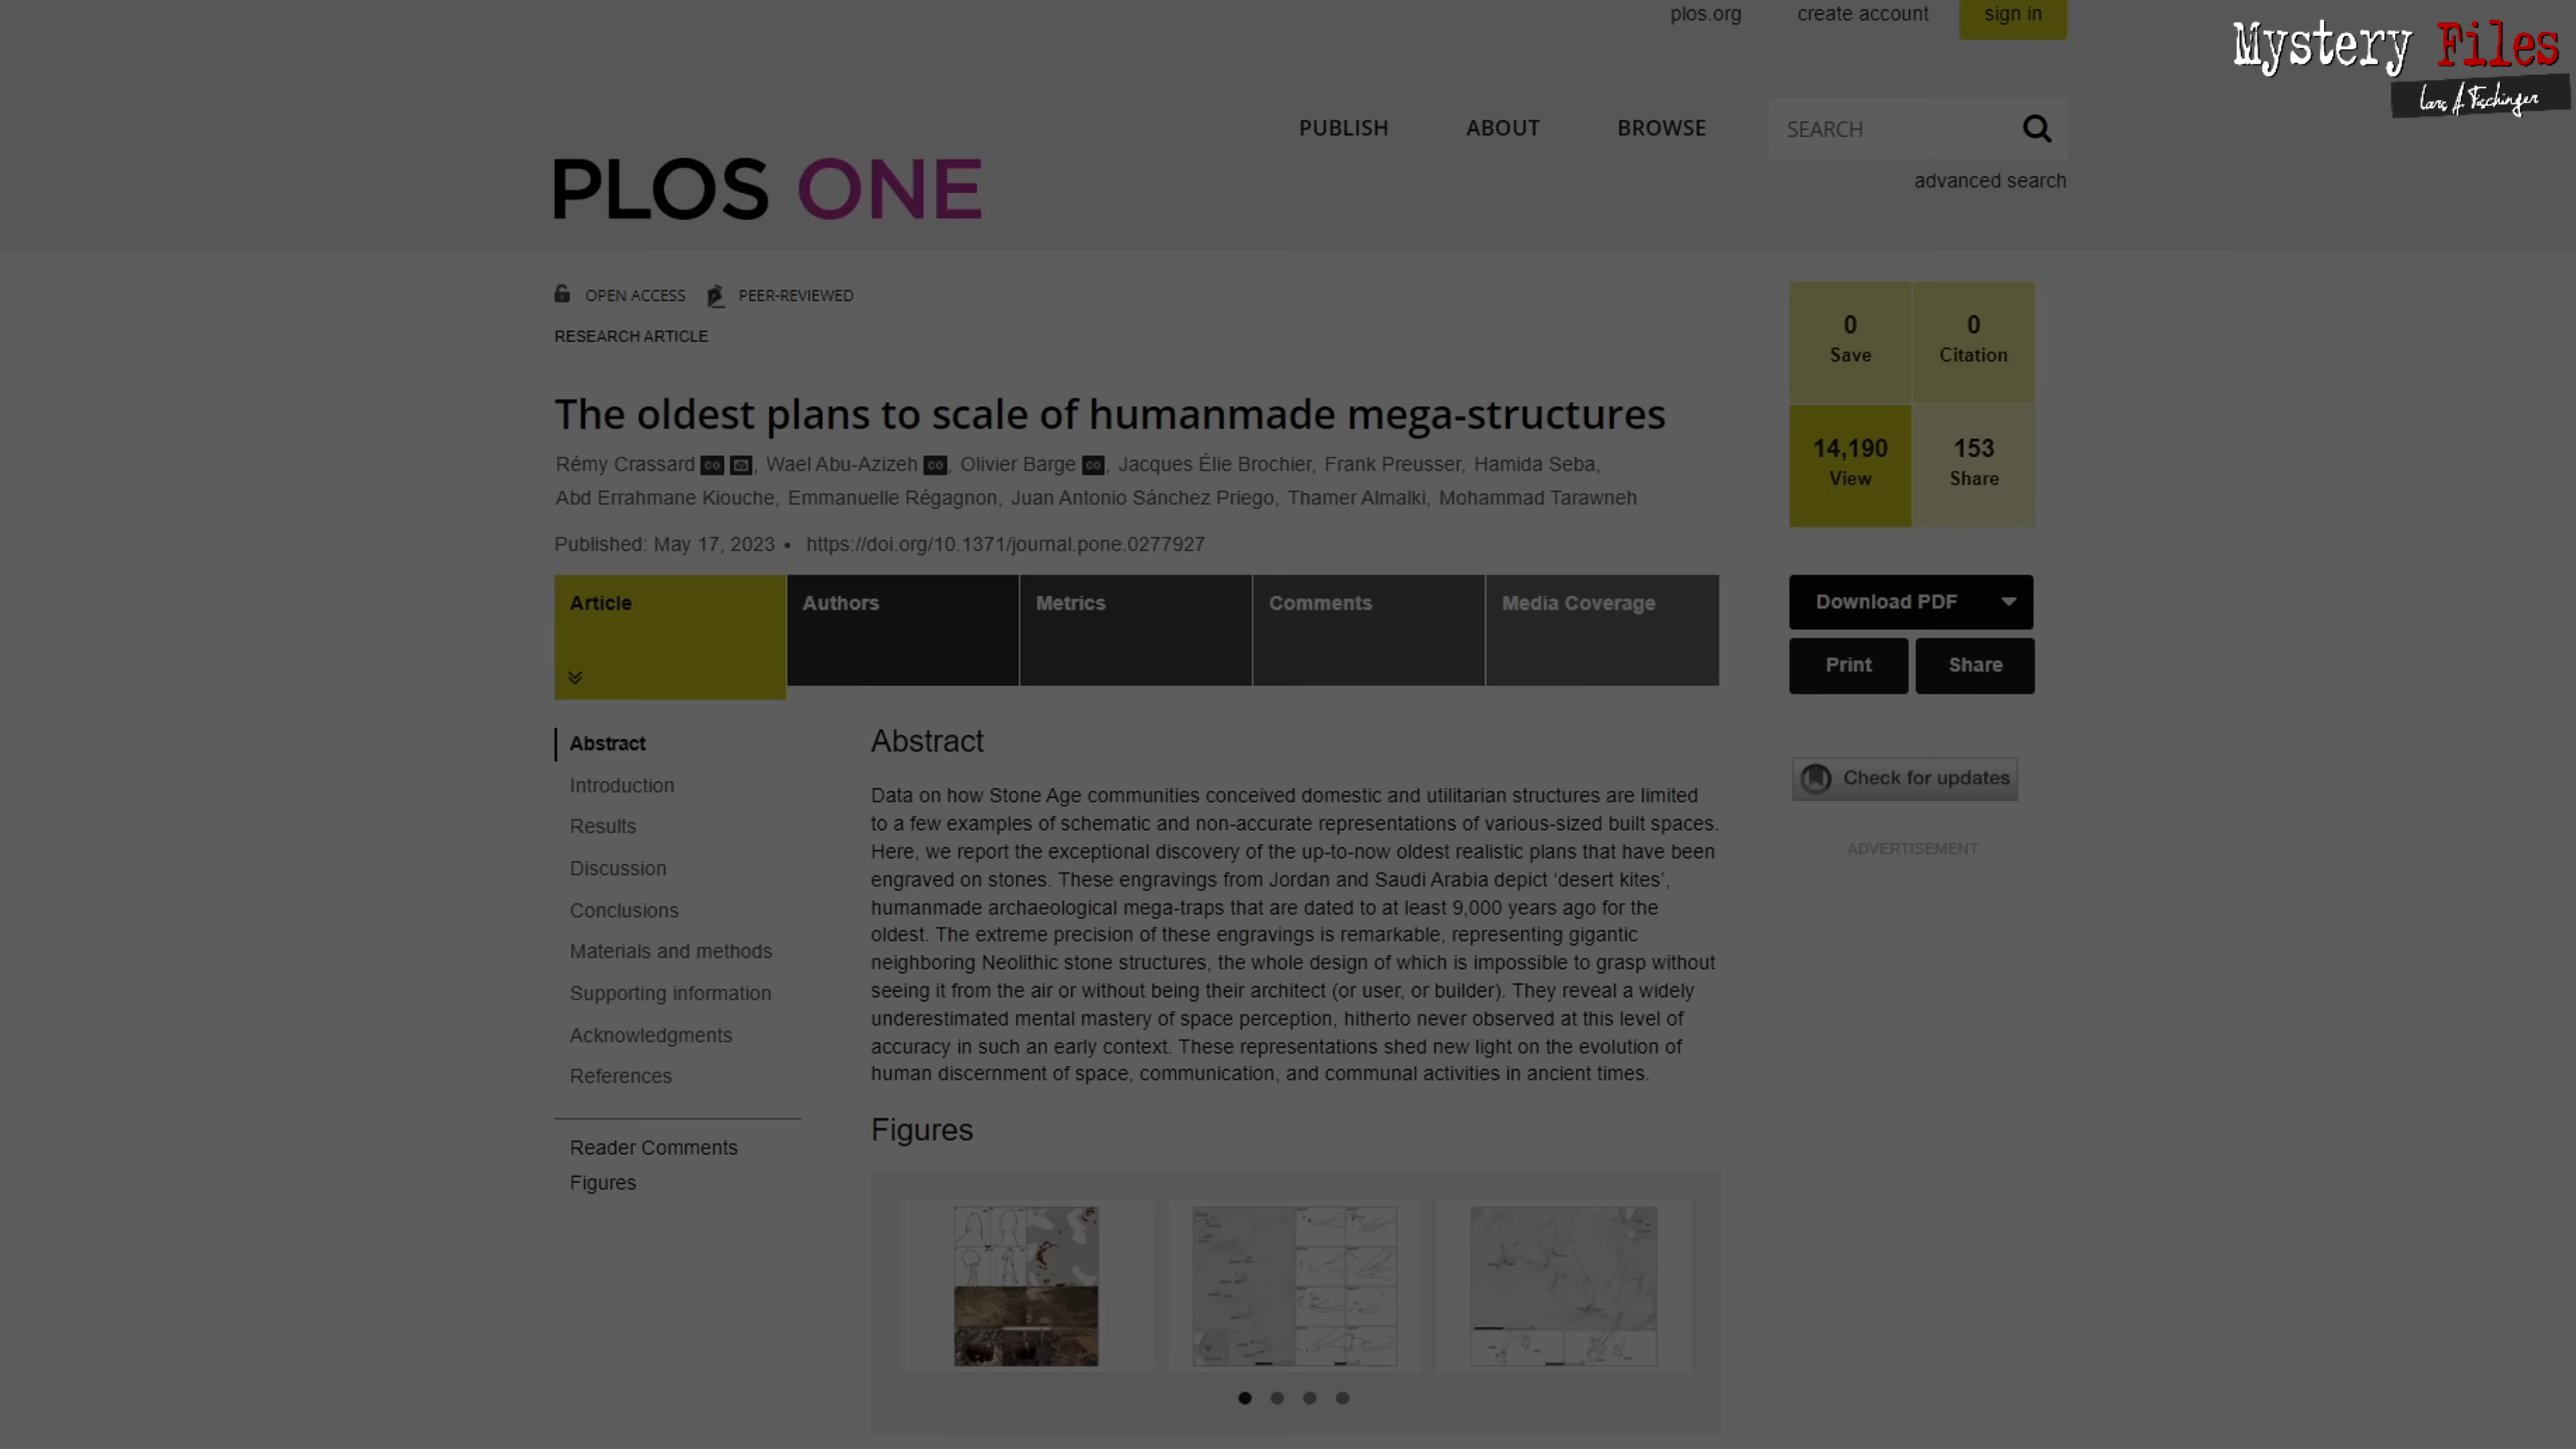 plos.org create account sign in
Mystery Files
Lars A. Fischinger
PUBLISH ABOUT BROWSE SEARCH
advanced search
PLOS ONE
OPEN ACCESS PEER-REVIEWED
RESEARCH ARTICLE
The oldest plans to scale of humanmade mega-structures
Rémy Crassard, Wael Abu-Azizeh, Olivier Barge, Jacques Élie Brochier, Frank Preusser, Hamida Seba,
Abd Errahmane Kiouche, Emmanuelle Régagnon, Juan Antonio Sánchez Priego, Thamer Almalki, Mohammad Tarawneh
Published: May 17, 2023 • https://doi.org/10.1371/journal.pone.0277927
0 Save
0 Citation
14,190 View
153 Share
Article Authors Metrics Comments Media Coverage
Download PDF
Print Share
Check for updates
ADVERTISEMENT
Abstract
Introduction
Results
Discussion
Conclusions
Materials and methods
Supporting information
Acknowledgments
References
Reader Comments
Figures
Abstract
Data on how Stone Age communities conceived domestic and utilitarian structures are limited
to a few examples of schematic and non-accurate representations of various-sized built spaces.
Here, we report the exceptional discovery of the up-to-now oldest realistic plans that have been
engraved on stones. These engravings from Jordan and Saudi Arabia depict ‘desert kites’,
humanmade archaeological mega-traps that are dated to at least 9,000 years ago for the
oldest. The extreme precision of these engravings is remarkable, representing gigantic
neighboring Neolithic stone structures, the whole design of which is impossible to grasp without
seeing it from the air or without being their architect (or user, or builder). They reveal a widely
underestimated mental mastery of space perception, hitherto never observed at this level of
accuracy in such an early context. These representations shed new light on the evolution of
human discernment of space, communication, and communal activities in ancient times.
Figures